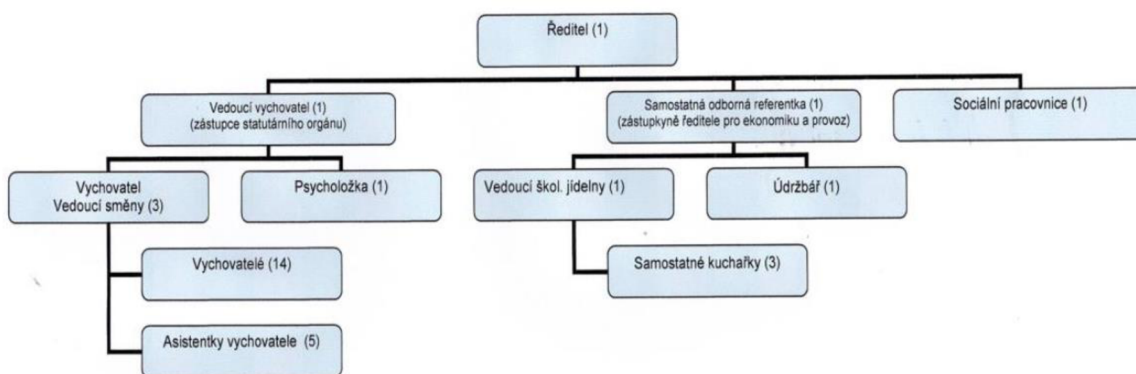 Ředitel (1)
Vedoucí vychovatel (1)
(zástupce statutárního orgánu)
Samostatná odborná referentka (1)
(zástupkyně ředitele pro ekonomiku a provoz)
Sociální pracovnice (1)
Vychovatel
Vedoucí směny (3)
Psycholožka (1)
Vedoucí škol. jídelny (1)
Údržbář (1)
Vychovatelé (14)
Samostatné kuchařky (3)
Asistentky vychovatele (5)